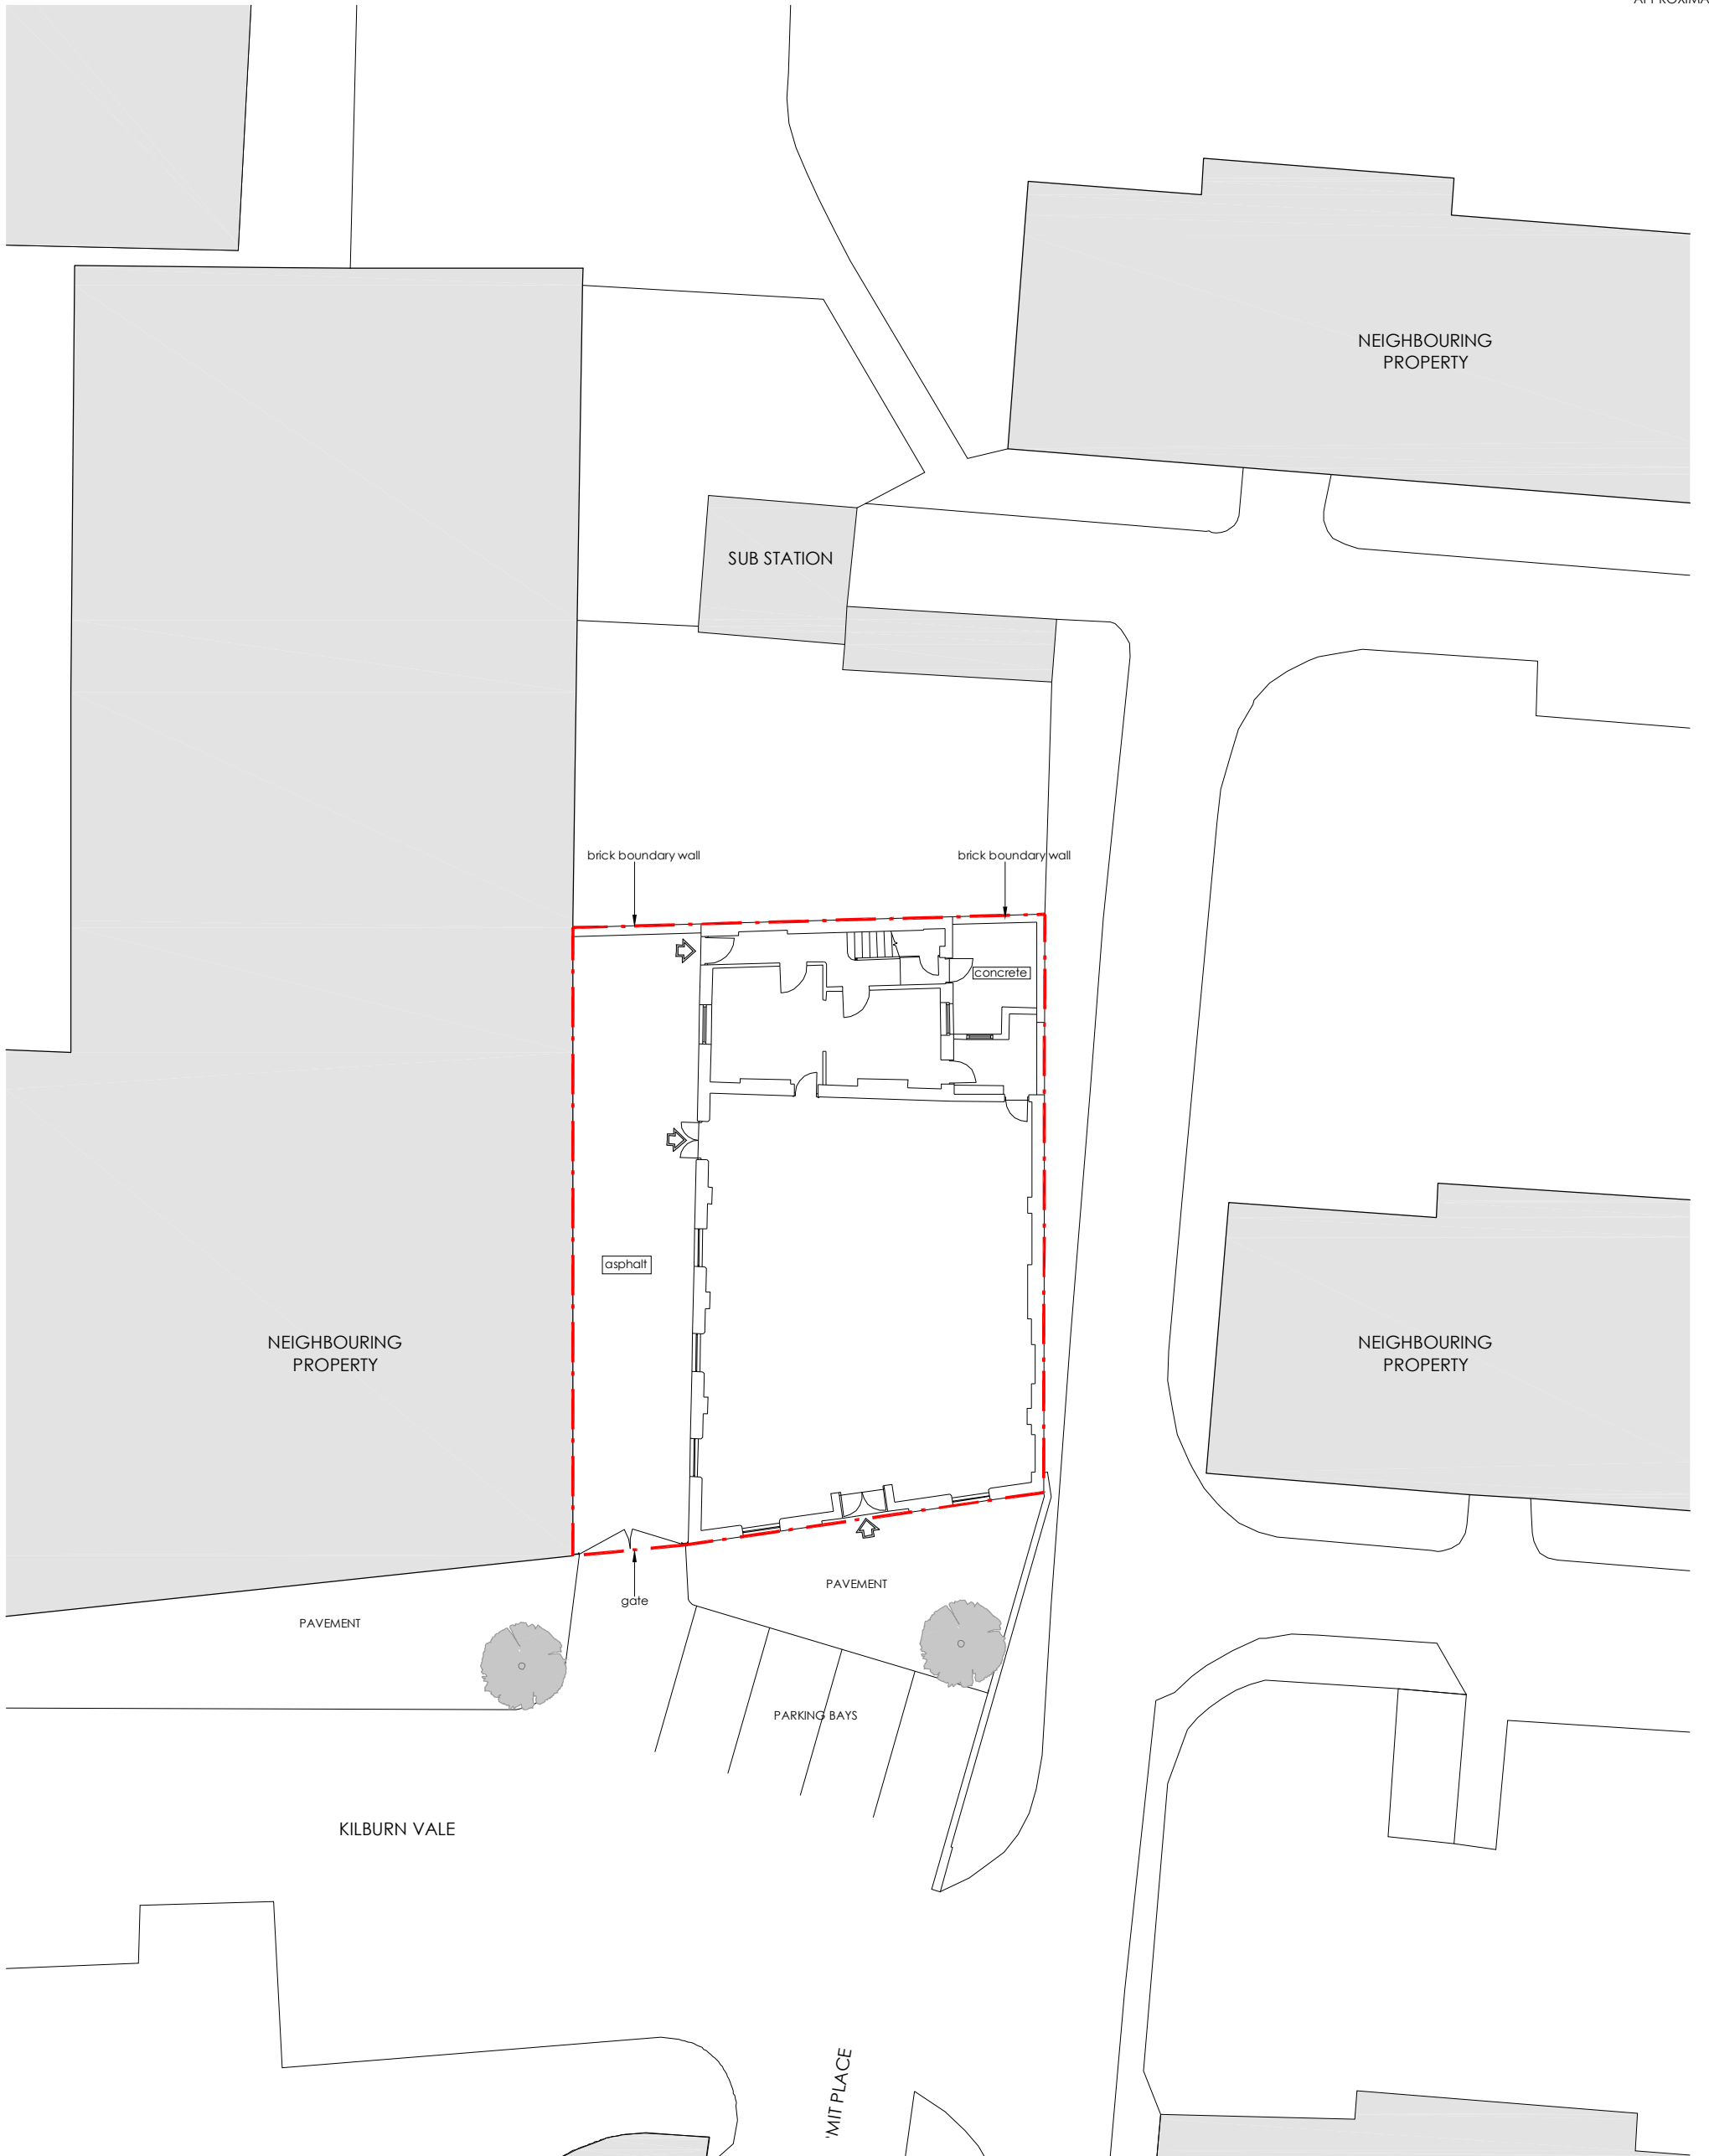 NEIGHBOURING
PROPERTY
SUB STATION
brick boundary wall
brick boundary wall
concrete
asphalt
NEIGHBOURING
PROPERTY
NEIGHBOURING
PROPERTY
PAVEMENT
gate
PAVEMENT
PARKING BAYS
KILBURN VALE
PLACE